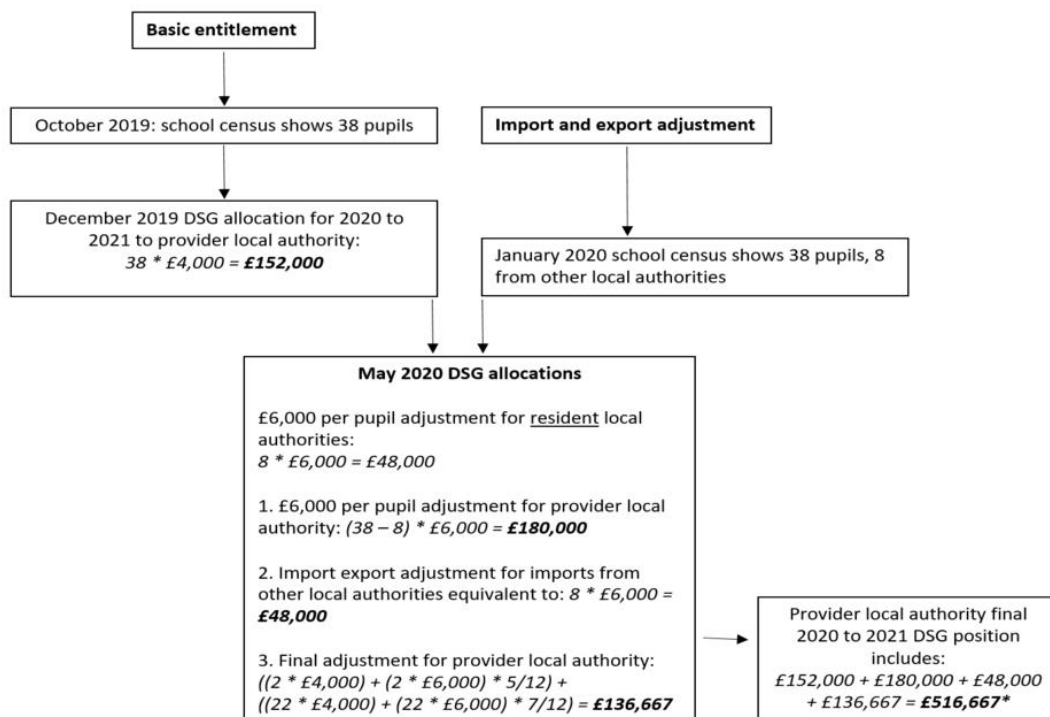 Basic entitlement
October 2019: school census shows 38 pupils
December 2019 DSG allocation for 2020 to
2021 to provider local authority:
38 * £4,000 = £152,000
Import and export adjustment
January 2020 school census shows 38 pupils, 8
from other local authorities
May 2020 DSG allocations
£6,000 per pupil adjustment for resident local
authorities:
8 * £6,000 = £48,000
1. £6,000 per pupil adjustment for provider local
authority: (38 – 8) * £6,000 = £180,000
2. Import export adjustment for imports from
other local authorities equivalent to: 8 * £6,000 =
£48,000
3. Final adjustment for provider local authority:
((2 * £4,000) + (2 * £6,000) * 5/12) +
((22 * £4,000) + (22 * £6,000) * 7/12) = £136,667
Provider local authority final
2020 to 2021 DSG position
includes:
£152,000 + £180,000 + £48,000
+ £136,667 = £516,667*